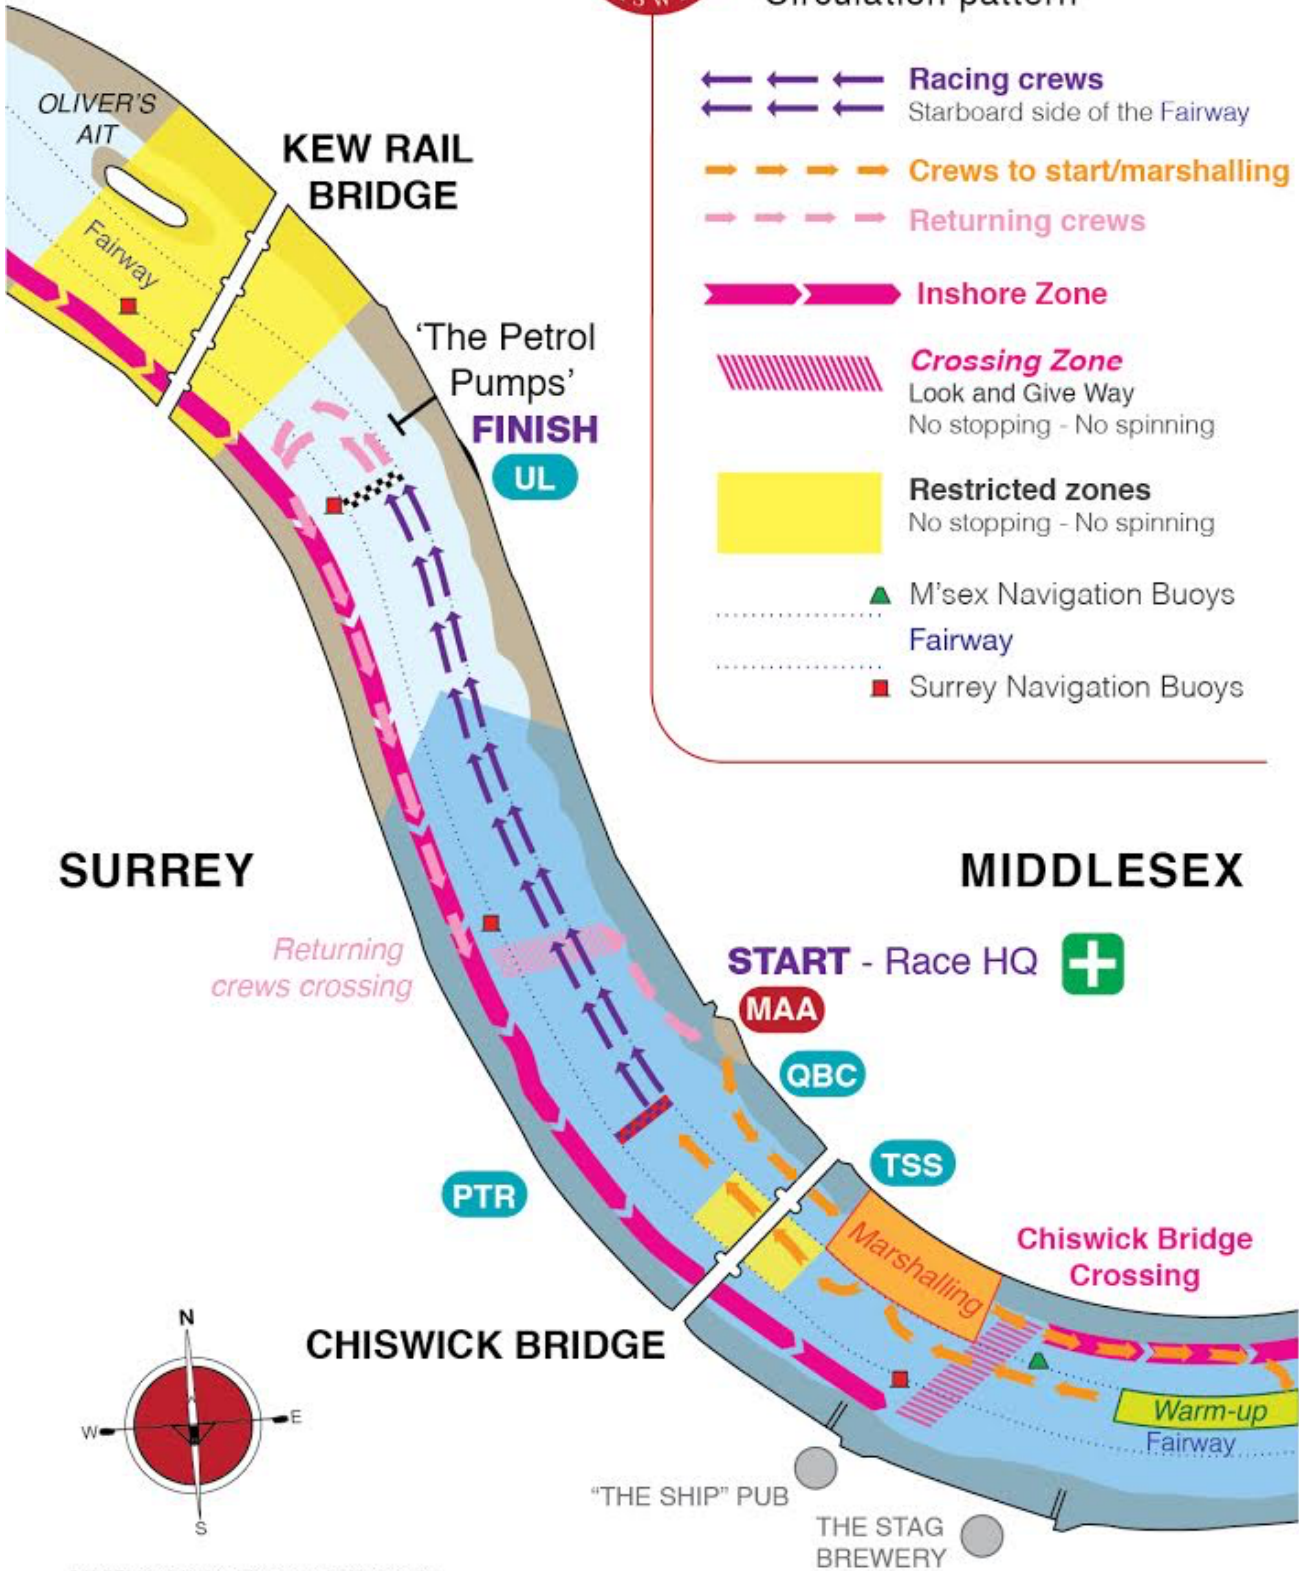 Circulation pattern
Racing crews
Starboard side of the Fairway
Crews to start/marshalling
Returning crews
Inshore Zone
Crossing Zone
Look and Give Way
No stopping - No spinning
Restricted zones
No stopping - No spinning
M'sex Navigation Buoys
Fairway
Surrey Navigation Buoys
OLIVER'S
AIT
KEW RAIL
BRIDGE
Fairway
'The Petrol
Pumps'
FINISH
UL
SURREY
MIDDLESEX
Returning
crews crossing
START - Race HQ
MAA
QBC
TSS
PTR
Marshalling
Chiswick Bridge
Crossing
CHISWICK BRIDGE
Warm-up
Fairway
N
W
E
S
"THE SHIP" PUB
THE STAG
BREWERY